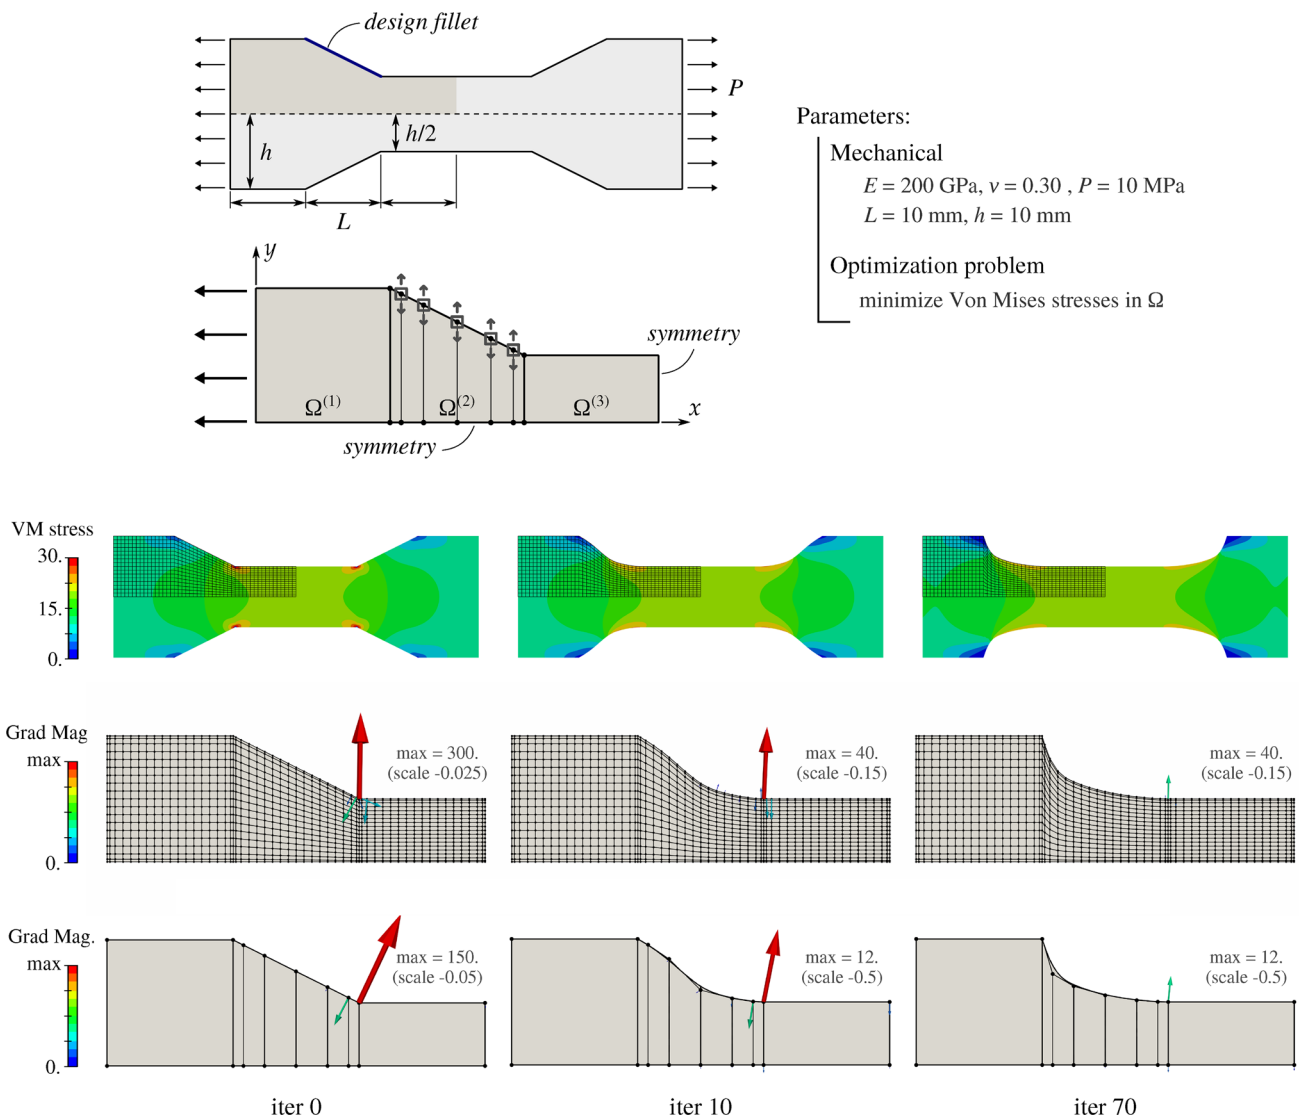 design fillet
P
h
h/2
L
Parameters:
Mechanical
E = 200 GPa, ν = 0.30 , P = 10 MPa
L = 10 mm, h = 10 mm
Optimization problem
minimize Von Mises stresses in Ω
y
symmetry
Ω(1)
Ω(2)
Ω(3)
x
symmetry
VM stress
30.
15.
0.
Grad Mag
max
0.
max = 300.
(scale -0.025)
max = 40.
(scale -0.15)
max = 40.
(scale -0.15)
Grad Mag.
max
0.
max = 150.
(scale -0.05)
max = 12.
(scale -0.5)
max = 12.
(scale -0.5)
iter 0
iter 10
iter 70